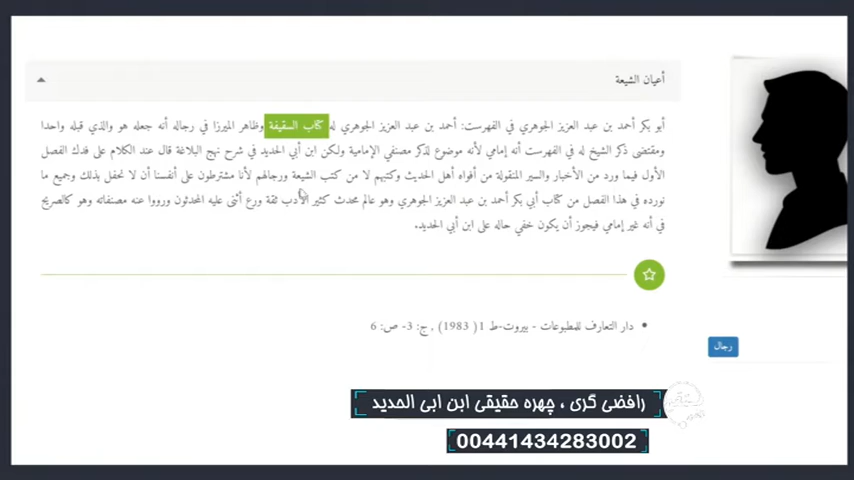 أعيان الشيعة
أبو بكر أحمد بن عبد العزيز الجوهري في الفهرست: أحمد بن عبد العزيز الجوهري له كتاب السقيفة وظاهر الميرزا في رجاله أنه جعله هو والذي قبله واحدا
ومقتضى ذكر الشيخ له في الفهرست أنه إمامي لأنه موضوع لذكر مصنفي الإمامية ولكن ابن أبي الحديد في شرح نهج البلاغة قال عند الكلام على فدك الفصل
الأول فيما ورد من الأخبار والسير المنقولة من أفواه أهل الحديث وكتبهم لا من كتب الشيعة ورجالهم لأنا مشترطون على أنفسنا أن لا نحفل بذلك وجميع ما
نورده في هذا الفصل من كتاب أبي بكر أحمد بن عبد العزيز الجوهري وهو عالم محدث كثير الأدب ثقة ورع أثنى عليه المحدثون ورووا عنه مصنفاته وهو كالصريح
في أنه غير إمامي فيجوز أن يكون خفي حاله على ابن أبي الحديد.
دار التعارف للمطبوعات - بيروت-ط 1( 1983) , ج: 3- ص: 6
رجال
رافضی گری ، چهره حقیقی ابن ابی الحدید
00441434283002